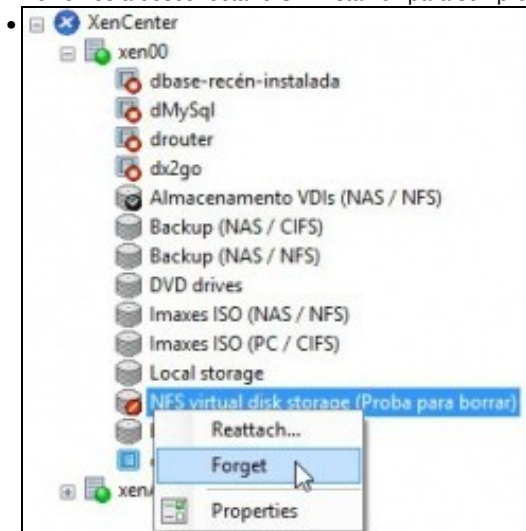 XenCenter
xen00
dbase-recén-instalada
dMySql
drouter
dx2go
Almacenamento VDIs (NAS / NFS)
Backup (NAS / CIFS)
Backup (NAS / NFS)
DVD drives
Imaxes ISO (NAS / NFS)
Imaxes ISO (PC / CIFS)
Local storage
NFS virtual disk storage (Proba para borrar)
Reattach...
Forget
xen
Properties